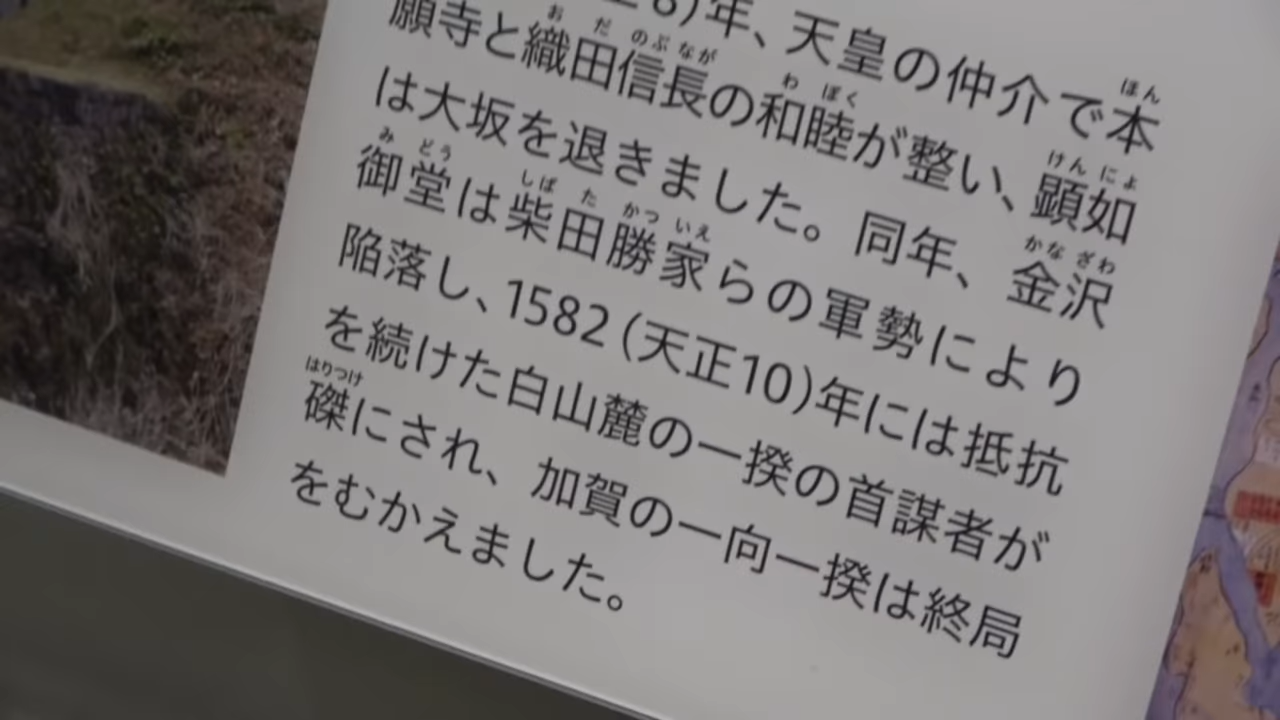 8)年、天皇の仲介で本
願寺と織田信長の和睦が整い、顕如
は大坂を退きました。同年、金沢
御堂は柴田勝家らの軍勢により
陥落し、1582(天正10)年には抵抗
を続けた白山麓の一揆の首謀者が
磔にされ、加賀の一向一揆は終局
をむかえました。